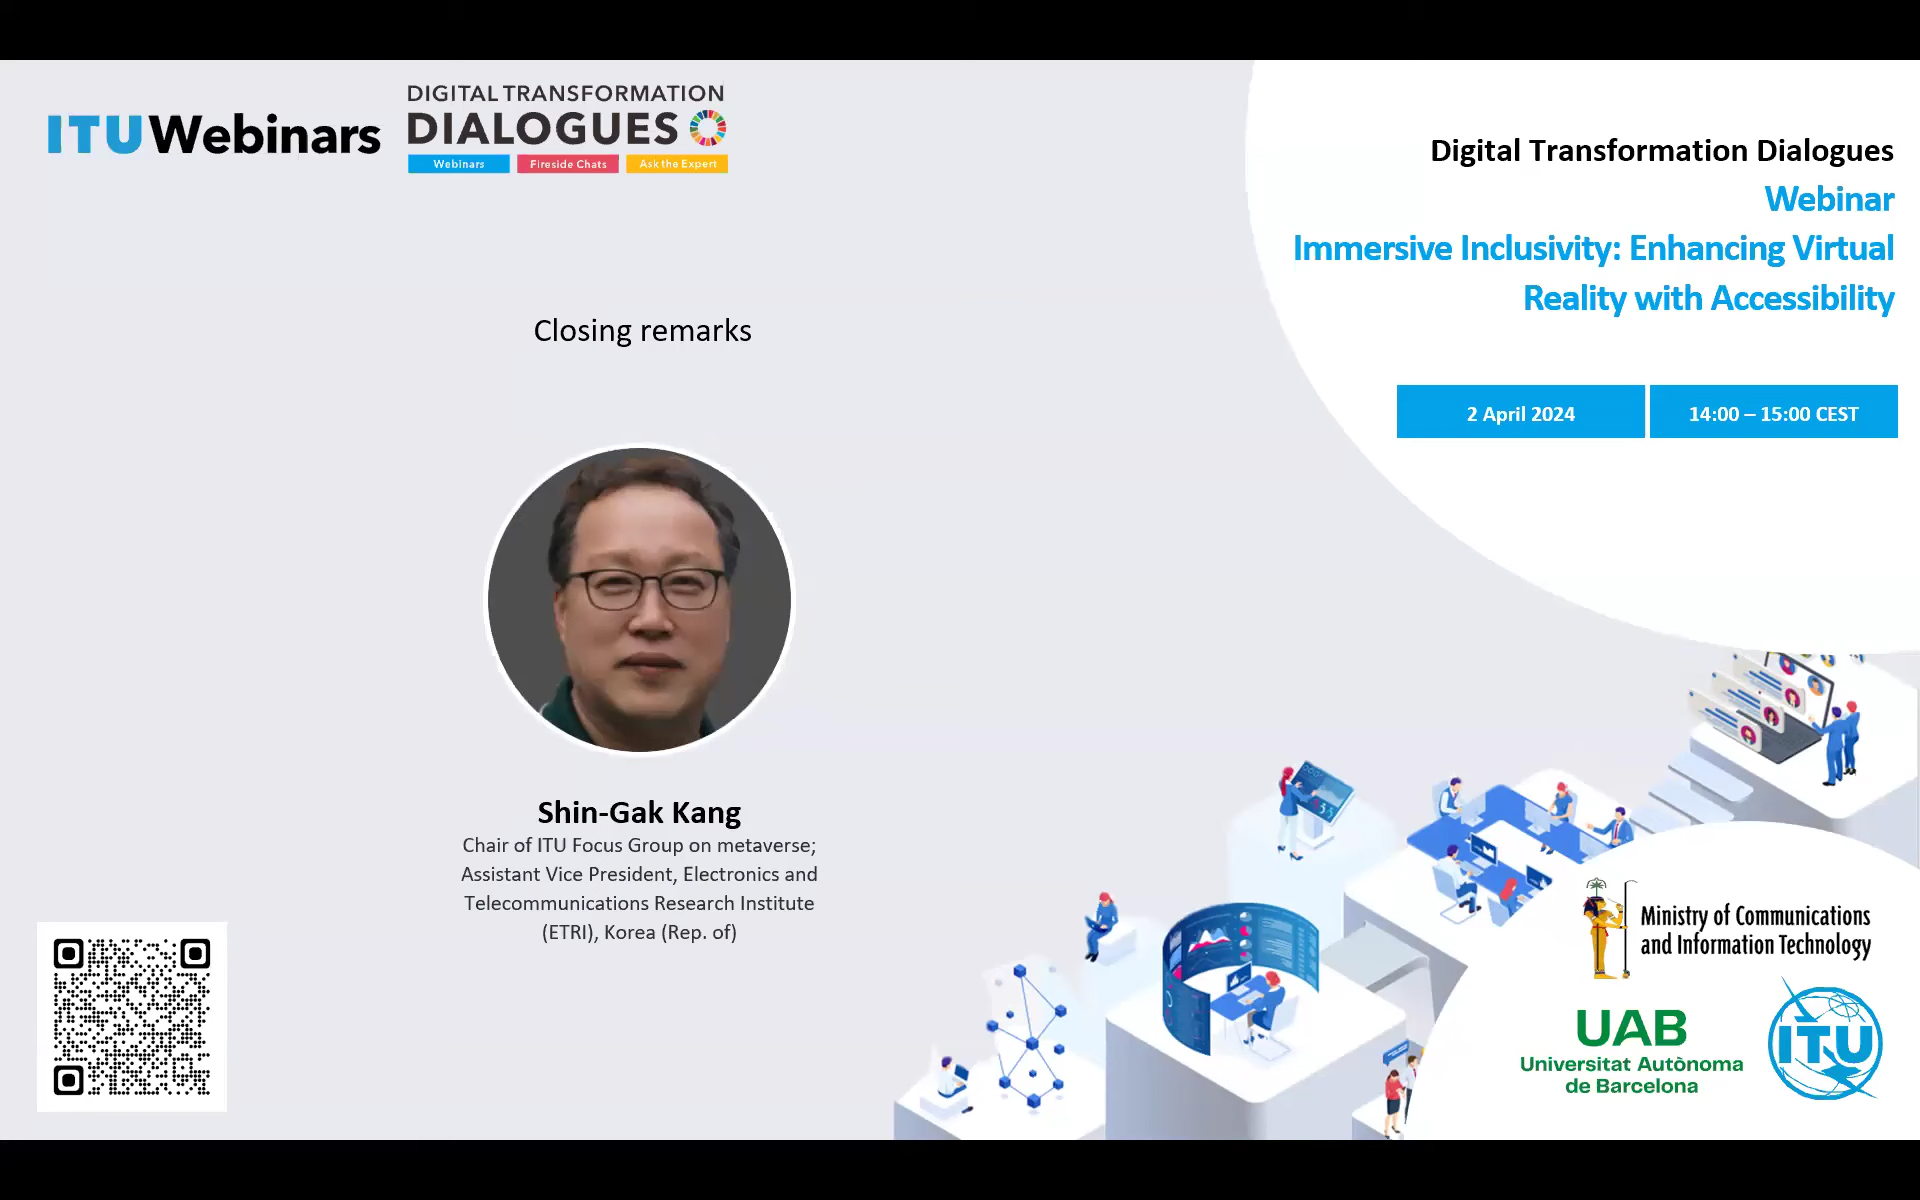 ITUWebinars
DIGITAL TRANSFORMATION
DIALOGUES
Webinars
Fireside Chats
Ask the Expert
Digital Transformation Dialogues
Webinar
Immersive Inclusivity: Enhancing Virtual
Reality with Accessibility
2 April 2024
14:00 – 15:00 CEST
Closing remarks
Shin-Gak Kang
Chair of ITU Focus Group on metaverse;
Assistant Vice President, Electronics and
Telecommunications Research Institute
(ETRI), Korea (Rep. of)
Ministry of Communications
and Information Technology
UAB
Universitat Autònoma
de Barcelona
ITU